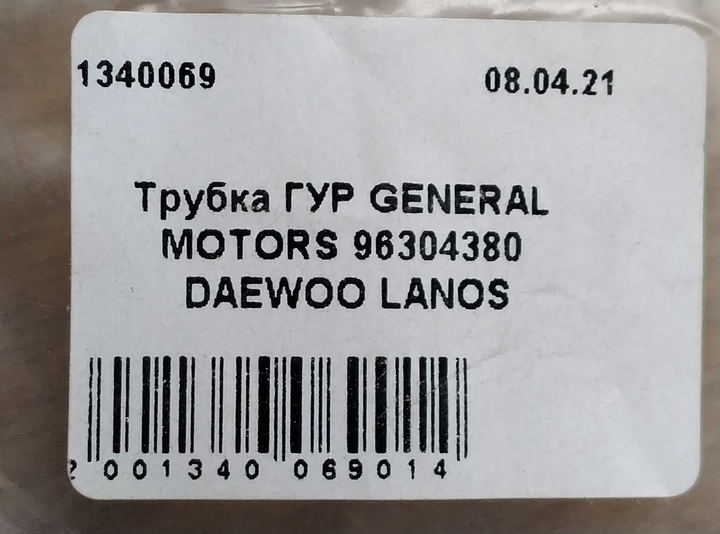 1340069 08.04.21
Трубка ГУР GENERAL
MOTORS 96304380
DAEWOO LANOS
2 001340 069014